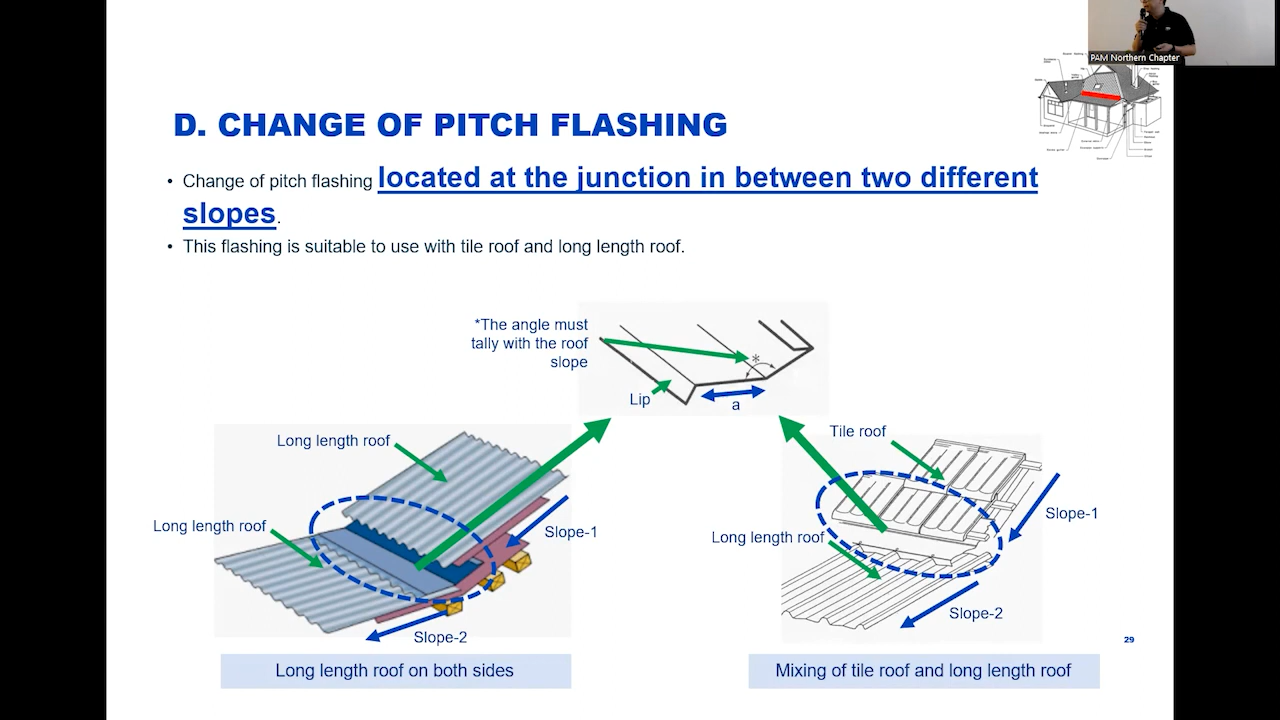 PAM Northern Chapter
D. CHANGE OF PITCH FLASHING
• Change of pitch flashing located at the junction in between two different
slopes.
• This flashing is suitable to use with tile roof and long length roof.
*The angle must
tally with the roof
slope
*
Lip
a
Long length roof
Long length roof
Slope-1
Slope-2
Long length roof on both sides
Tile roof
Long length roof
Slope-1
Slope-2
Mixing of tile roof and long length roof
29